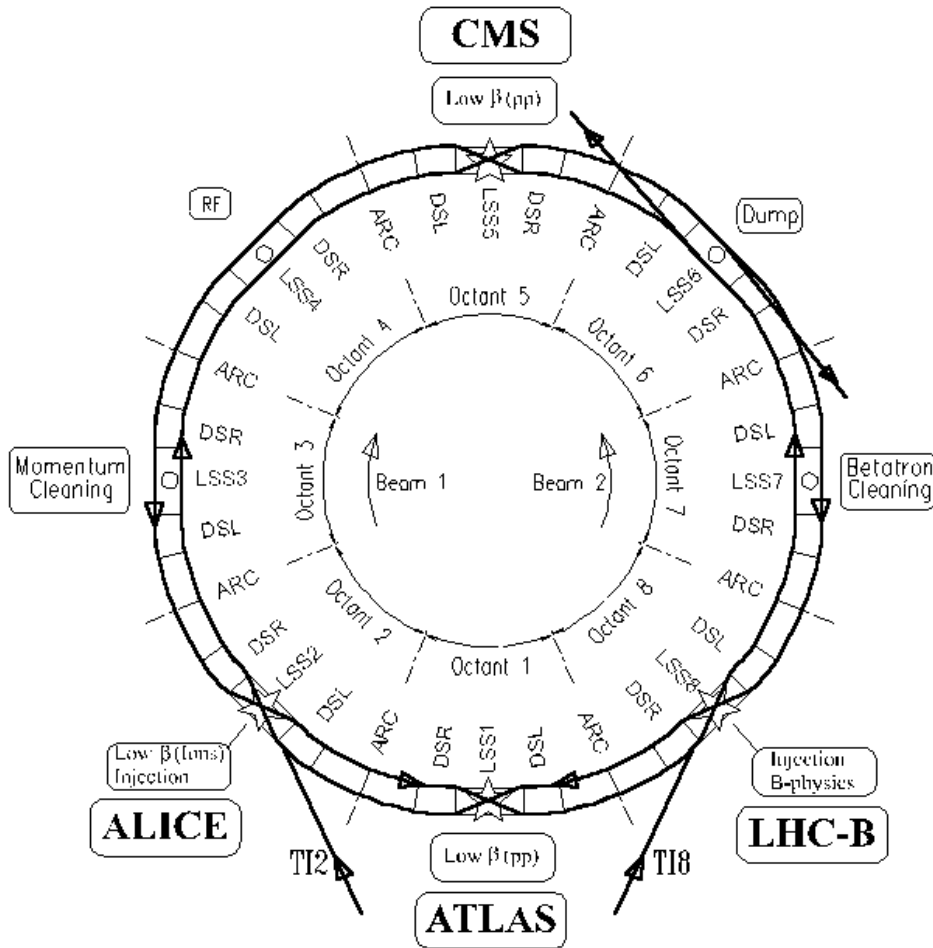 CMS
Low β(pp)
RF
Dump
ARC
DSL
LSS5
DSR
ARC
DSR
LSS4
DSL
ARC
DSL
LSS6
DSR
ARC
Octant 5
Octant 4
Octant 6
Momentum
Cleaning
DSR
LSS3
DSL
Octant 3
Beam 1
Beam 2
Octant 7
DSL
LSS7
DSR
Betatron
Cleaning
ARC
DSR
LSS2
DSL
ARC
Octant 2
Octant 1
Octant 8
ARC
DSL
LSS8
DSR
ARC
DSR
LSS1
DSL
Low β(Ions)
Injection
ALICE
Injection
B-physics
LHC-B
TI2
Low β(pp)
TI8
ATLAS